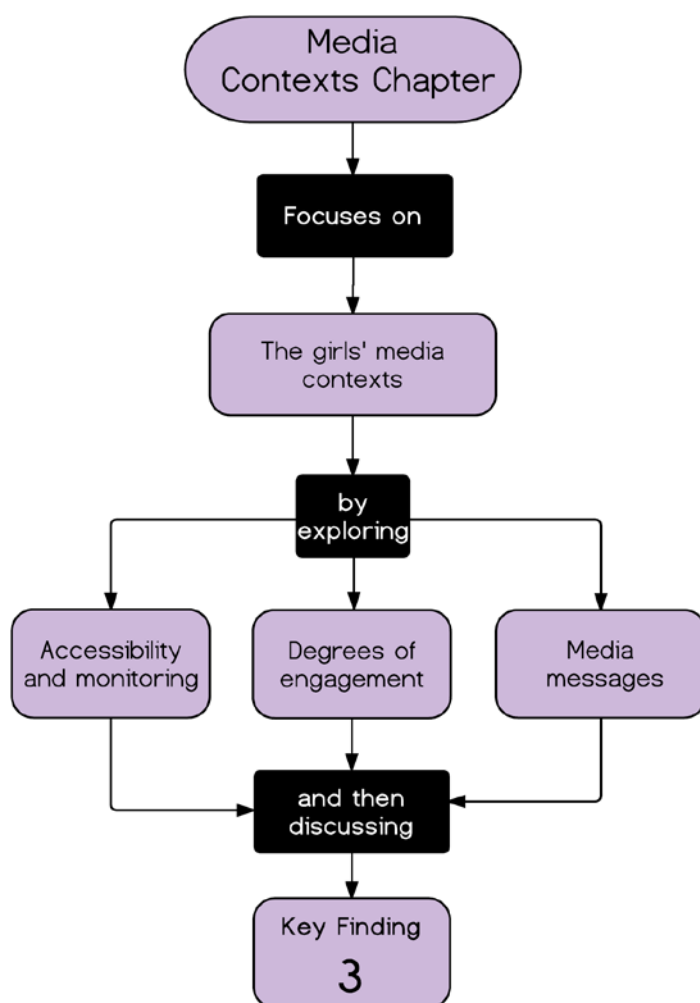 Media
Contexts Chapter
Focuses on
The girls' media
contexts
by
exploring
Accessibility
and monitoring
Degrees of
engagement
Media
messages
and then
discussing
Key Finding
3